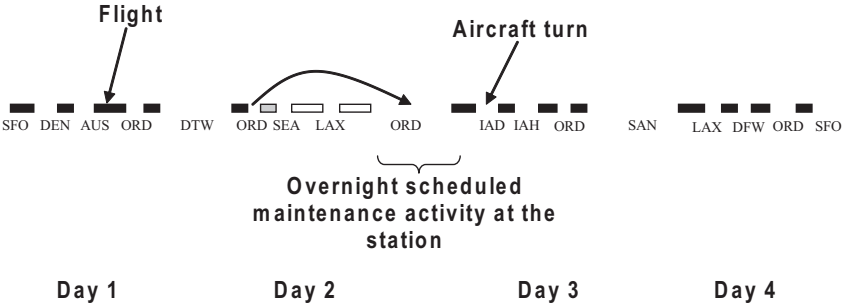 Flight
Aircraft turn
SFO DEN AUS ORD DTW ORD SEA LAX ORD IAD IAH ORD SAN LAX DFW ORD SFO
Overnight scheduled
maintenance activity at the
station
Day 1 Day 2 Day 3 Day 4